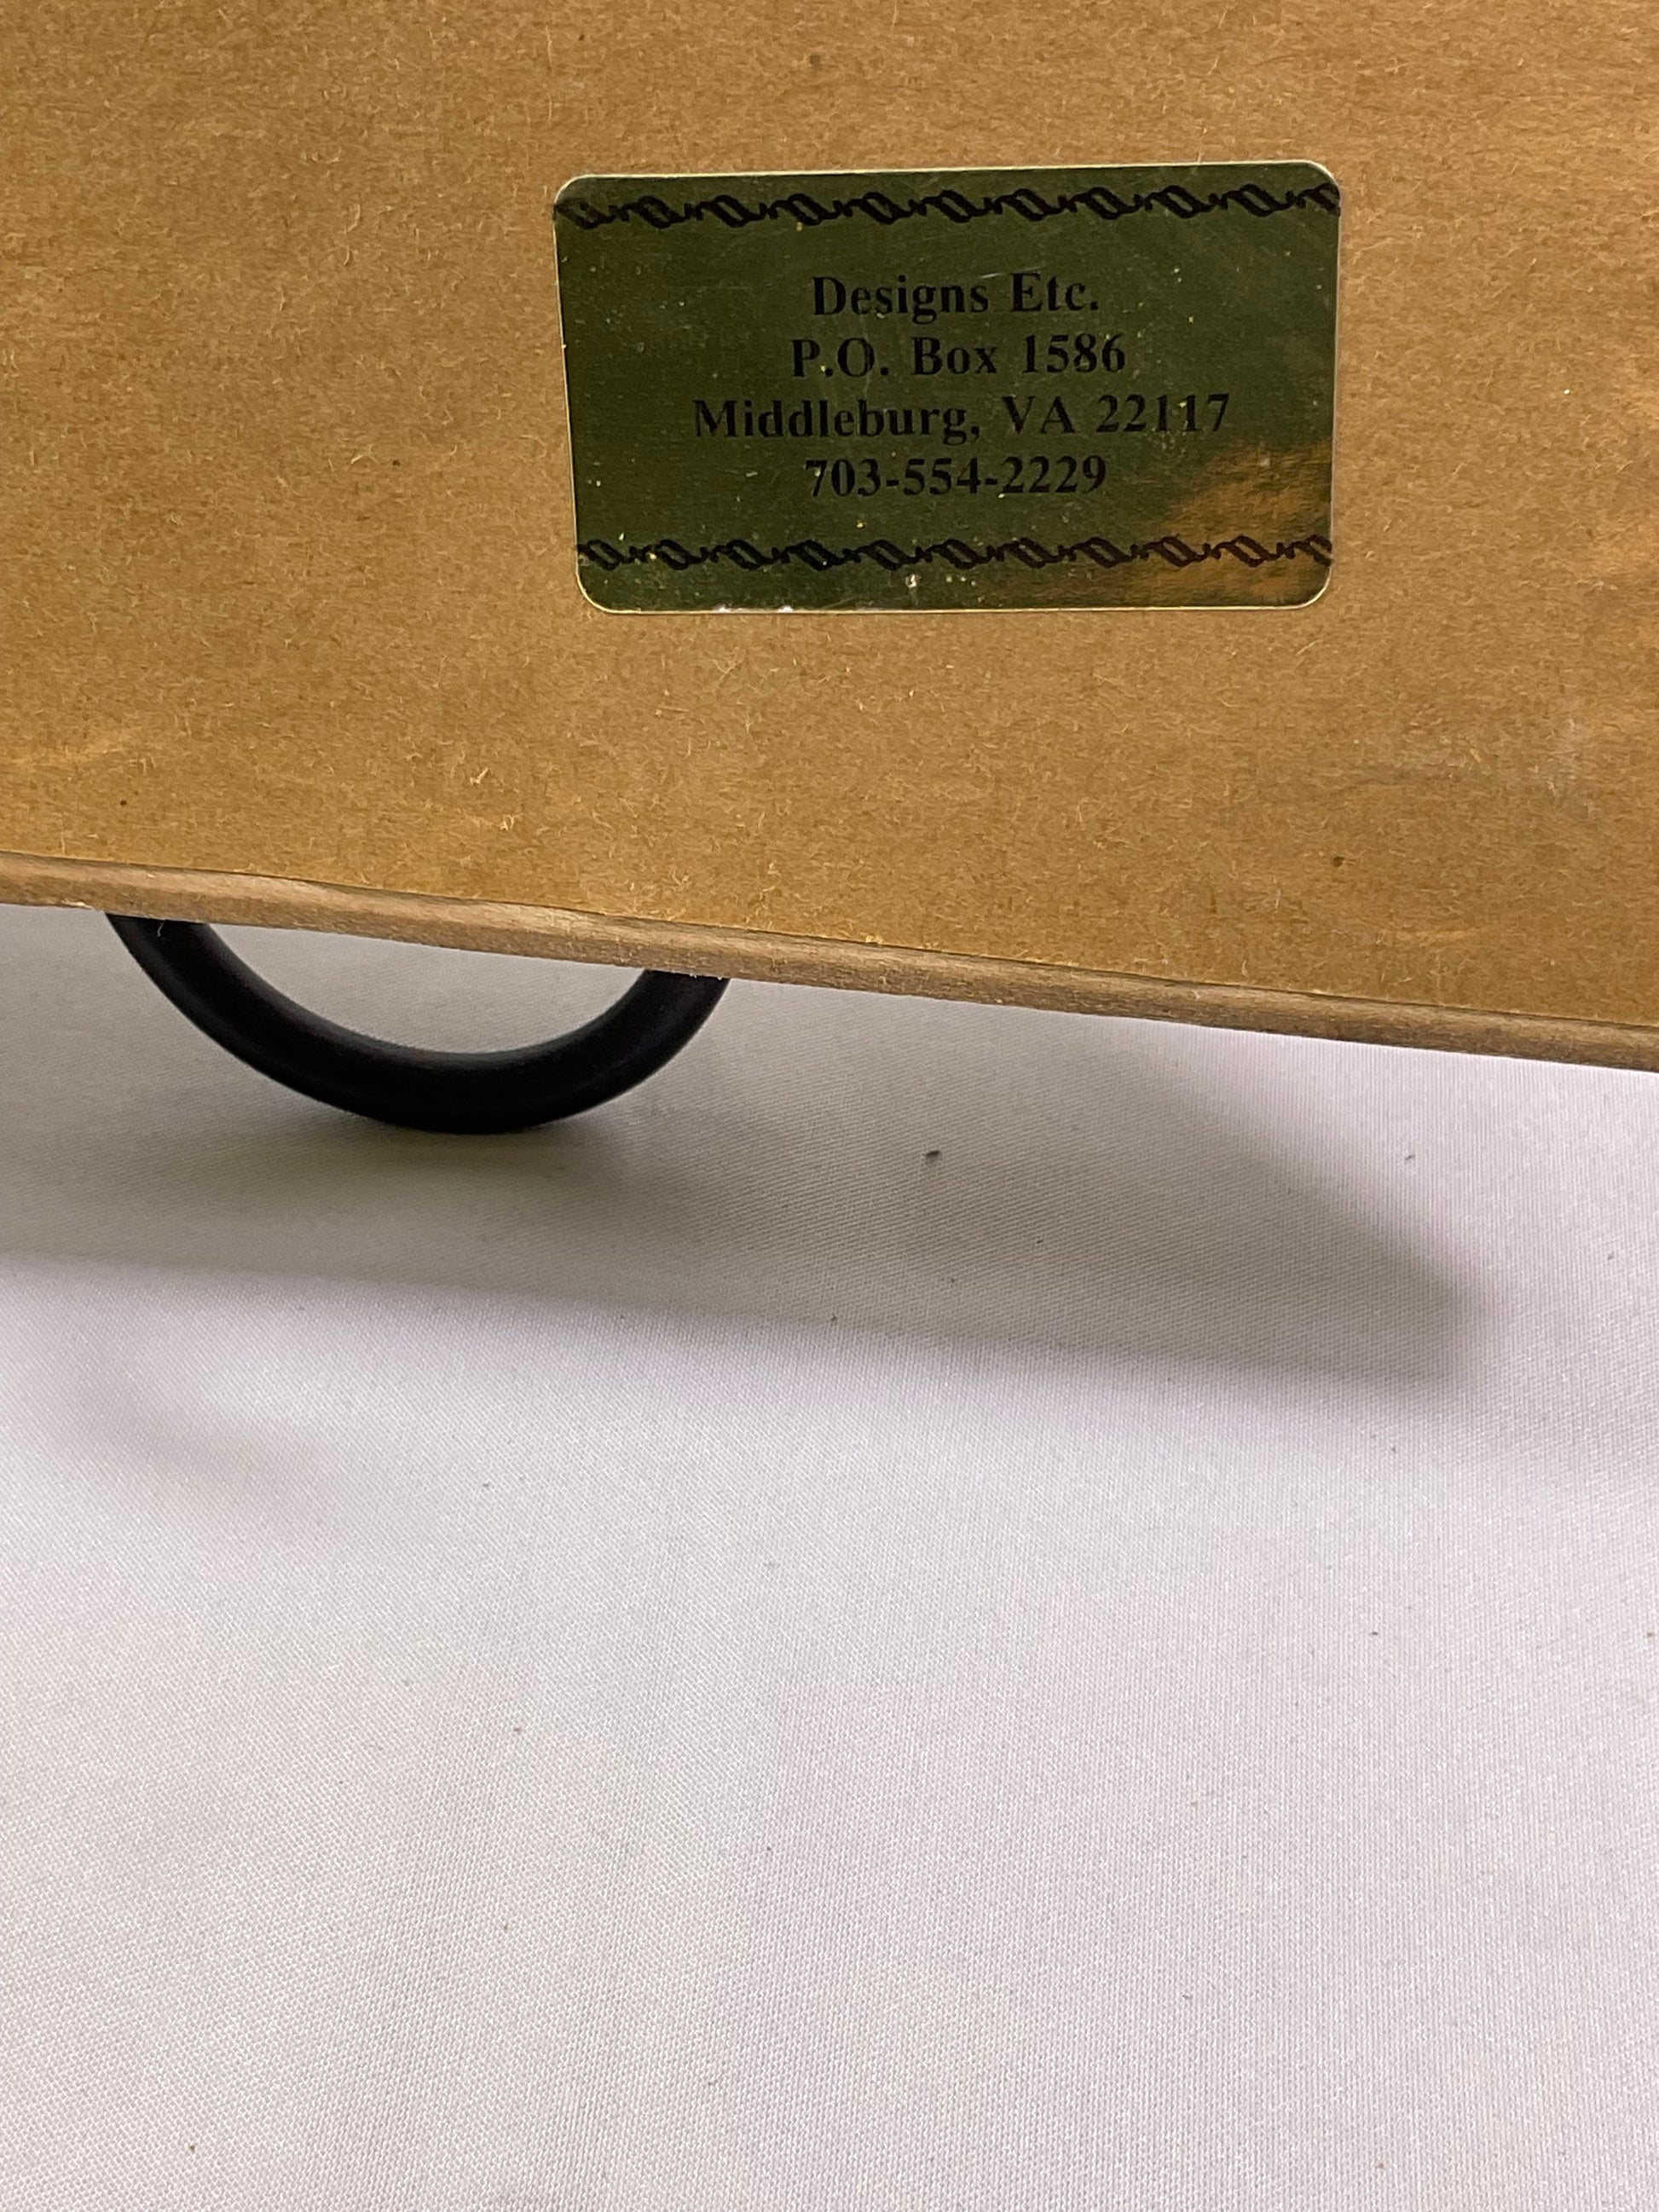 Designs Etc.
P.O. Box 1586
Middleburg, VA 22117
703-554-2229